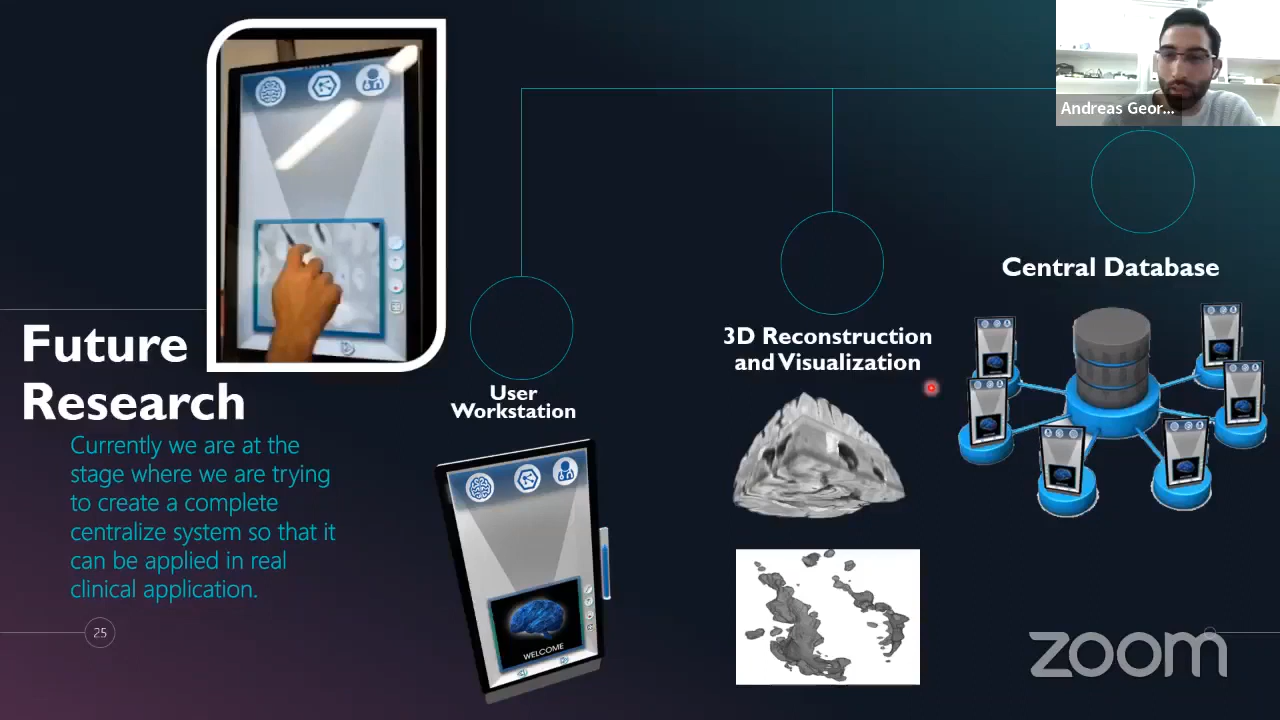 Andreas Geor...
Central Database
3D Reconstruction
and Visualization
User
Workstation
Future
Research
Currently we are at the
stage where we are trying
to create a complete
centralize system so that it
can be applied in real
clinical application.
25
WELCOME
zoom